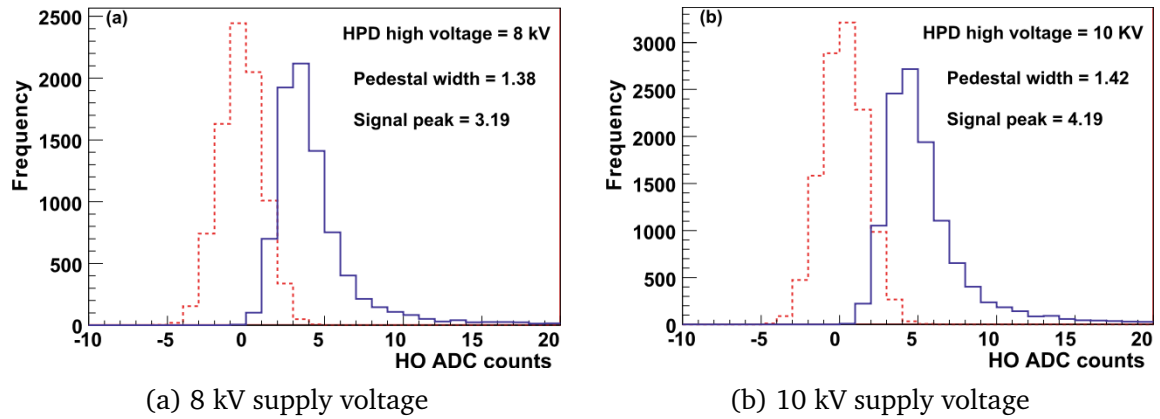 (a)
HPD high voltage = 8 kV
Pedestal width = 1.38
Signal peak = 3.19
Frequency
2500
2000
1500
1000
500
0
-10 -5 0 5 10 15 20
HO ADC counts
(a) 8 kV supply voltage
(b)
HPD high voltage = 10 KV
Pedestal width = 1.42
Signal peak = 4.19
Frequency
3000
2500
2000
1500
1000
500
0
-10 -5 0 5 10 15 20
HO ADC counts
(b) 10 kV supply voltage